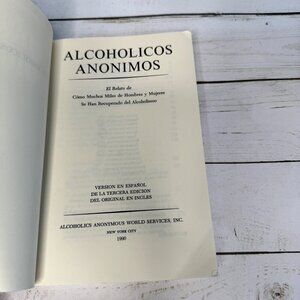 ALCOHOLICOS
ANONIMOS
El Relato de
Cómo Muchos Miles de Hombres y Mujeres
Se Han Recuperado del Alcoholismo
VERSION EN ESPAÑOL
DE LA TERCERA EDICION
DEL ORIGINAL EN INGLES
ALCOHOLICS ANONYMOUS WORLD SERVICES, INC.
NEW YORK CITY
1990